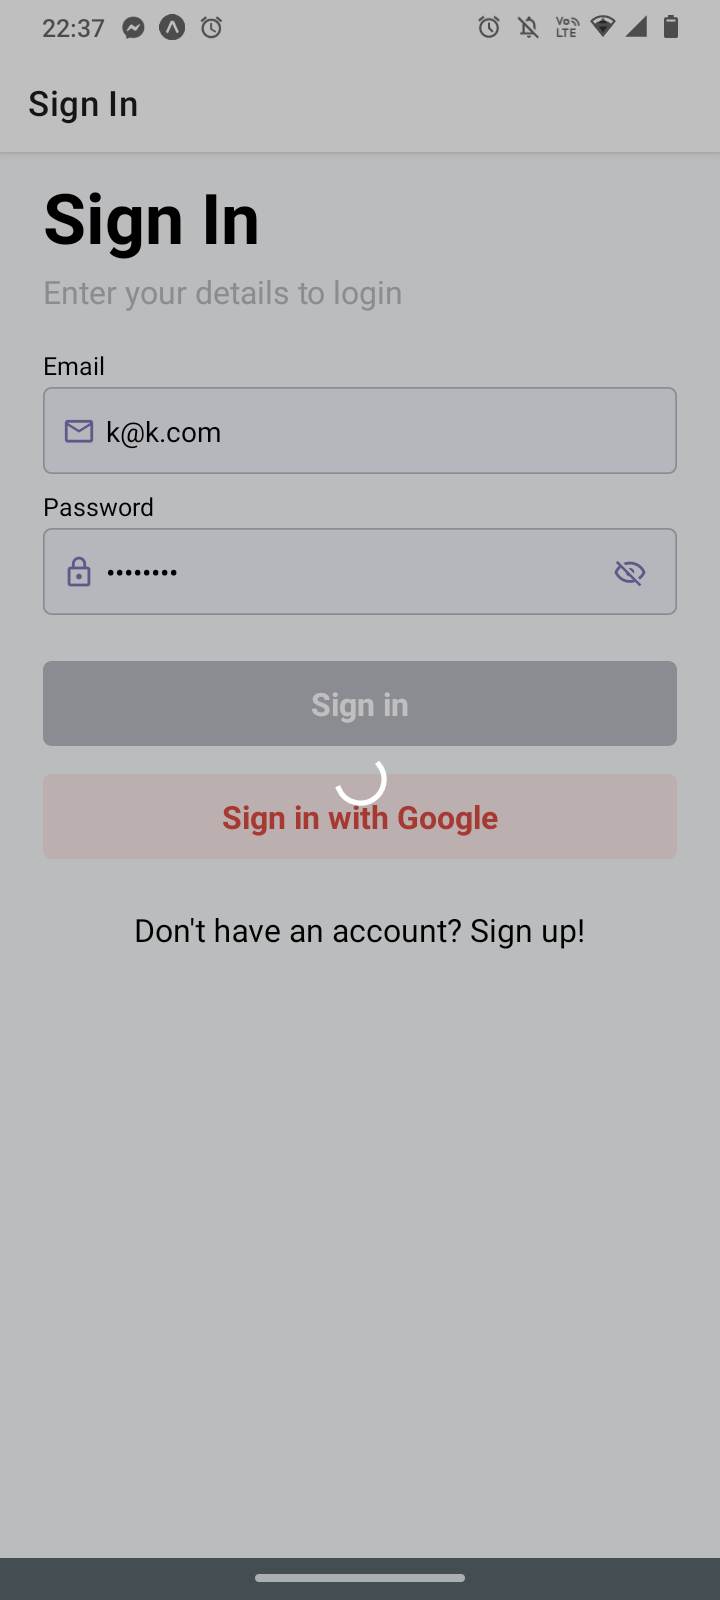 22:37
Vo LTE
Sign In
Sign In
Enter your details to login
Email
k@k.com
Password
••••••••
Sign in
Sign in with Google
Don't have an account? Sign up!